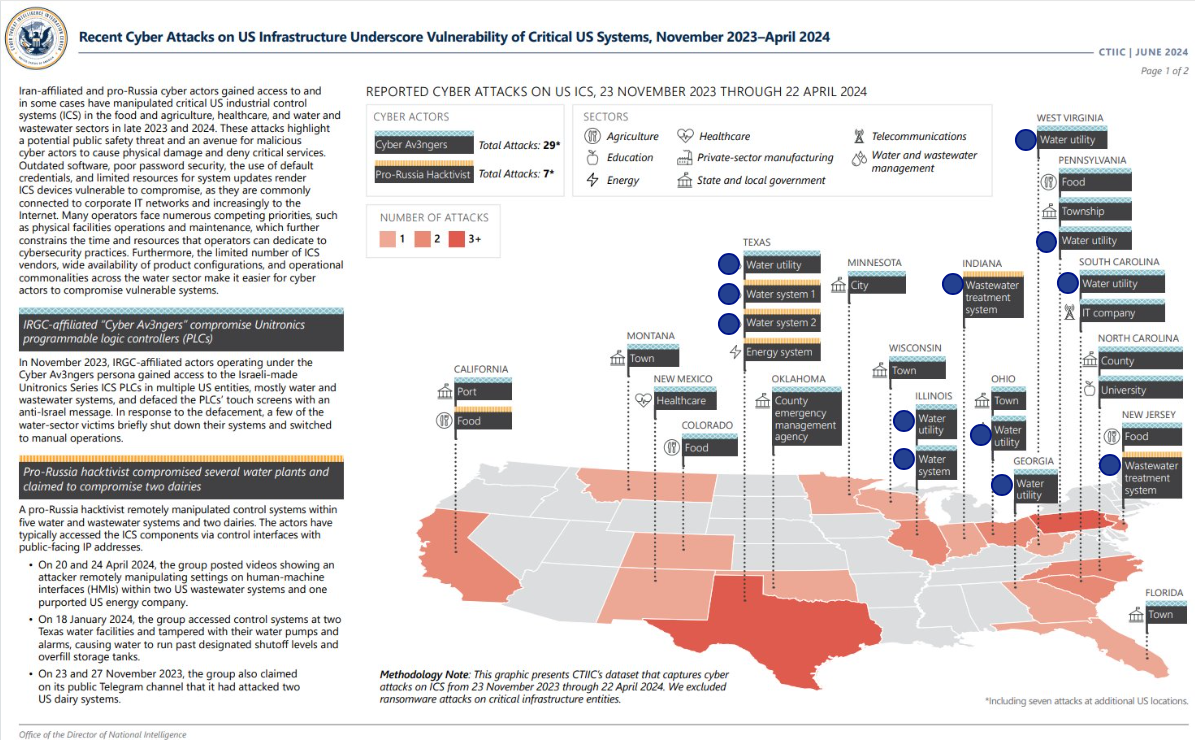 Recent Cyber Attacks on US Infrastructure Underscore Vulnerability of Critical US Systems, November 2023–April 2024
CTIIC | JUNE 2024
Page 1 of 2
Iran-affiliated and pro-Russia cyber actors gained access to and
in some cases have manipulated critical US industrial control
systems (ICS) in the food and agriculture, healthcare, and water and
wastewater sectors in late 2023 and 2024. These attacks highlight
a potential public safety threat and an avenue for malicious
cyber actors to cause physical damage and deny critical services.
Outdated software, poor password security, the use of default
credentials, and limited resources for system updates render
ICS devices vulnerable to compromise, as they are commonly
connected to corporate IT networks and increasingly to the
Internet. Many operators face numerous competing priorities, such
as physical facilities operations and maintenance, which further
constrains the time and resources that operators can dedicate to
cybersecurity practices. Furthermore, the limited number of ICS
vendors, wide availability of product configurations, and operational
commonalities across the water sector make it easier for cyber
actors to compromise vulnerable systems.
IRGC-affiliated "Cyber Av3ngers" compromise Unitronics
programmable logic controllers (PLCs)
In November 2023, IRGC-affiliated actors operating under the
Cyber Av3ngers persona gained access to the Israeli-made
Unitronics Series ICS PLCs in multiple US entities, mostly water and
wastewater systems, and defaced the PLCs' touch screens with an
anti-Israel message. In response to the defacement, a few of the
water-sector victims briefly shut down their systems and switched
to manual operations.
Pro-Russia hacktivist compromised several water plants and
claimed to compromise two dairies
A pro-Russia hacktivist remotely manipulated control systems within
five water and wastewater systems and two dairies. The actors have
typically accessed the ICS components via control interfaces with
public-facing IP addresses.
• On 20 and 24 April 2024, the group posted videos showing an
attacker remotely manipulating settings on human-machine
interfaces (HMIs) within two US wastewater systems and one
purported US energy company.
• On 18 January 2024, the group accessed control systems at two
Texas water facilities and tampered with their water pumps and
alarms, causing water to run past designated shutoff levels and
overfill storage tanks.
• On 23 and 27 November 2023, the group also claimed
on its public Telegram channel that it had attacked two
US dairy systems.
REPORTED CYBER ATTACKS ON US ICS, 23 NOVEMBER 2023 THROUGH 22 APRIL 2024
CYBER ACTORS
Cyber Av3ngers Total Attacks: 29*
Pro-Russia Hacktivist Total Attacks: 7*
SECTORS
Agriculture
Education
Energy
Healthcare
Private-sector manufacturing
State and local government
Telecommunications
Water and wastewater
management
NUMBER OF ATTACKS
1 2 3+
CALIFORNIA
Port
Food
MONTANA
Town
NEW MEXICO
Healthcare
COLORADO
Food
TEXAS
Water utility
Water system 1
Water system 2
Energy system
OKLAHOMA
County
emergency
management
agency
MINNESOTA
City
WISCONSIN
Town
ILLINOIS
Water
utility
Water
system
INDIANA
Wastewater
treatment
system
OHIO
Town
Water
utility
GEORGIA
Water
utility
WEST VIRGINIA
Water utility
PENNSYLVANIA
Food
Township
Water utility
SOUTH CAROLINA
Water utility
IT company
NORTH CAROLINA
County
University
NEW JERSEY
Food
Wastewater
treatment
system
FLORIDA
Town
Methodology Note: This graphic presents CTIIC's dataset that captures cyber
attacks on ICS from 23 November 2023 through 22 April 2024. We excluded
ransomware attacks on critical infrastructure entities.
*Including seven attacks at additional US locations.
Office of the Director of National Intelligence